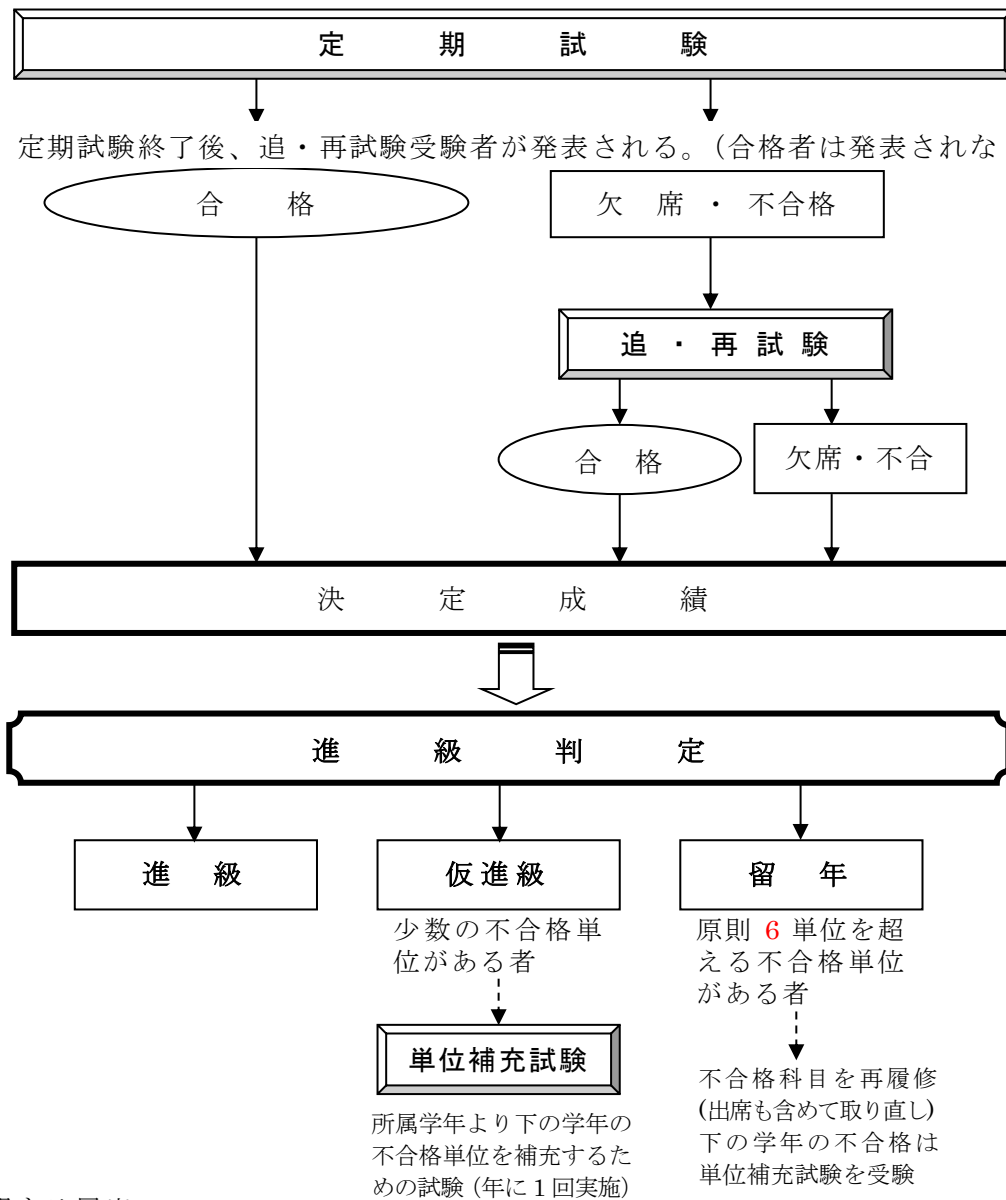 定期試験
定期試験終了後、追・再試験受験者が発表される。(合格者は発表されな
合格
欠席・不合格
追・再試験
合格
欠席・不合
決定成績
進級判定
進級
仮進級
留年
少数の不合格単
位がある者
原則 6 単位を超
える不合格単位
がある者
単位補充試験
不合格科目を再履修
(出席も含めて取り直し)
下の学年の不合格は
単位補充試験を受験
所属学年より下の学年の
不合格単位を補充するた
めの試験(年に1回実施)